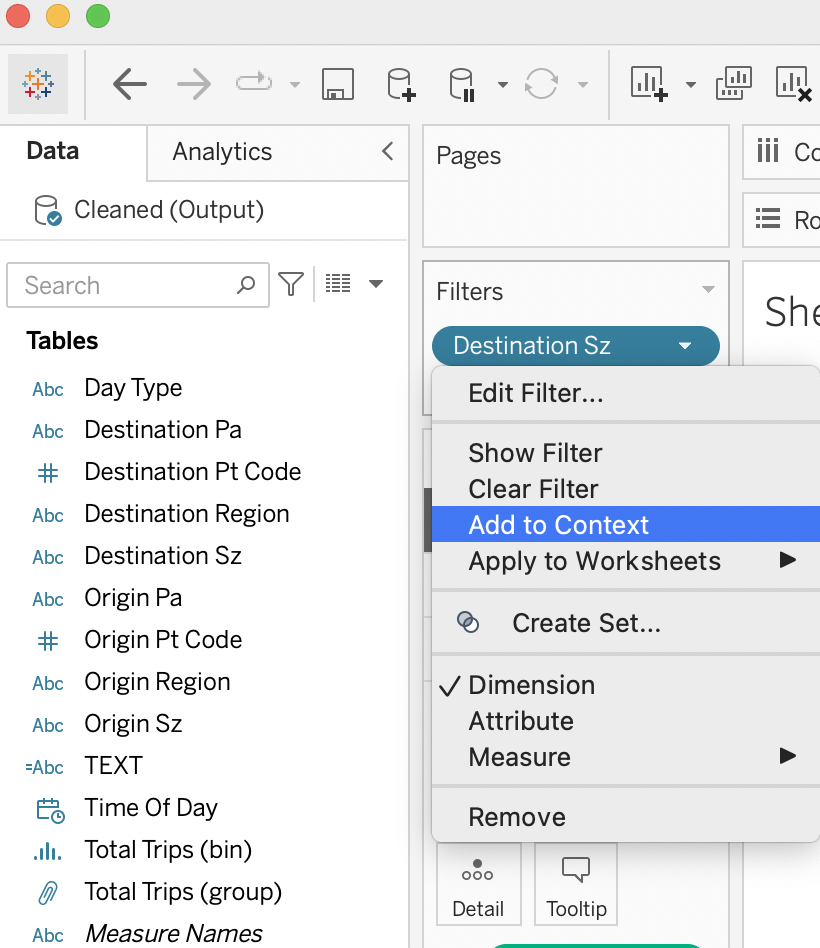 Data
Analytics
Cleaned (Output)
Search
Tables
Abc Day Type
Abc Destination Pa
# Destination Pt Code
Abc Destination Region
Abc Destination Sz
Abc Origin Pa
# Origin Pt Code
Abc Origin Region
Abc Origin Sz
=Abc TEXT
Time Of Day
Total Trips (bin)
Total Trips (group)
Abc Measure Names
Pages
Filters
Destination Sz
Edit Filter...
Show Filter
Clear Filter
Add to Context
Apply to Worksheets
Create Set...
Dimension
Attribute
Measure
Remove
Detail
Tooltip
Co
Ro
She